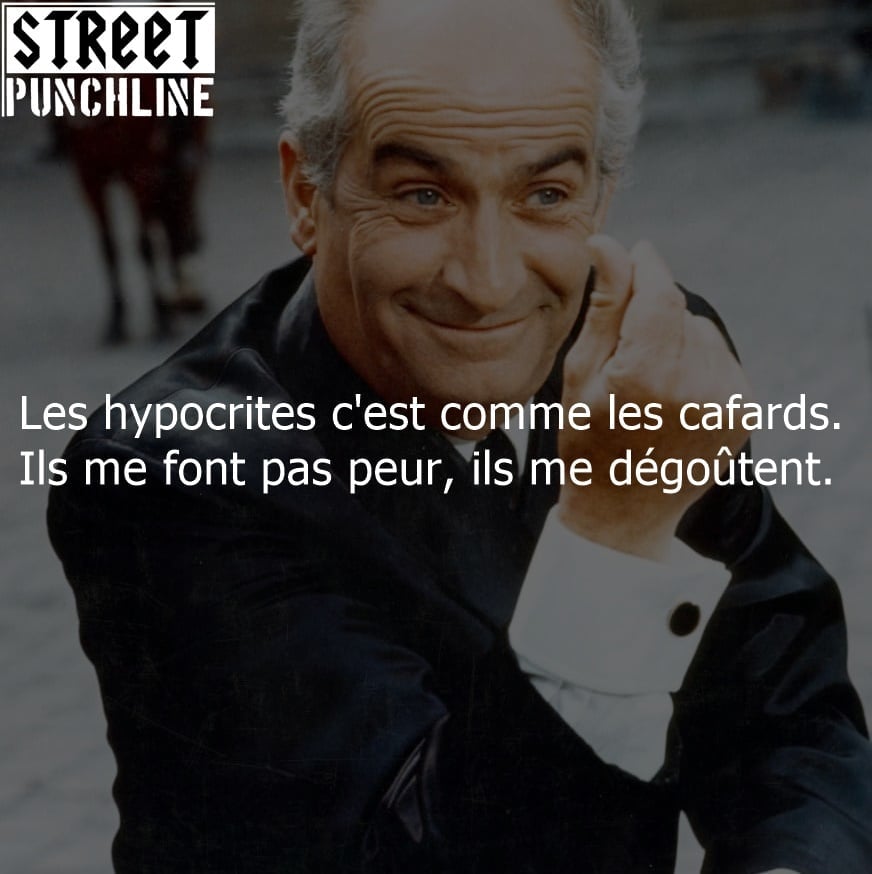 STREET
PUNCHLINE
Les hypocrites c'est comme les cafards.
Ils me font pas peur, ils me dégoûtent.